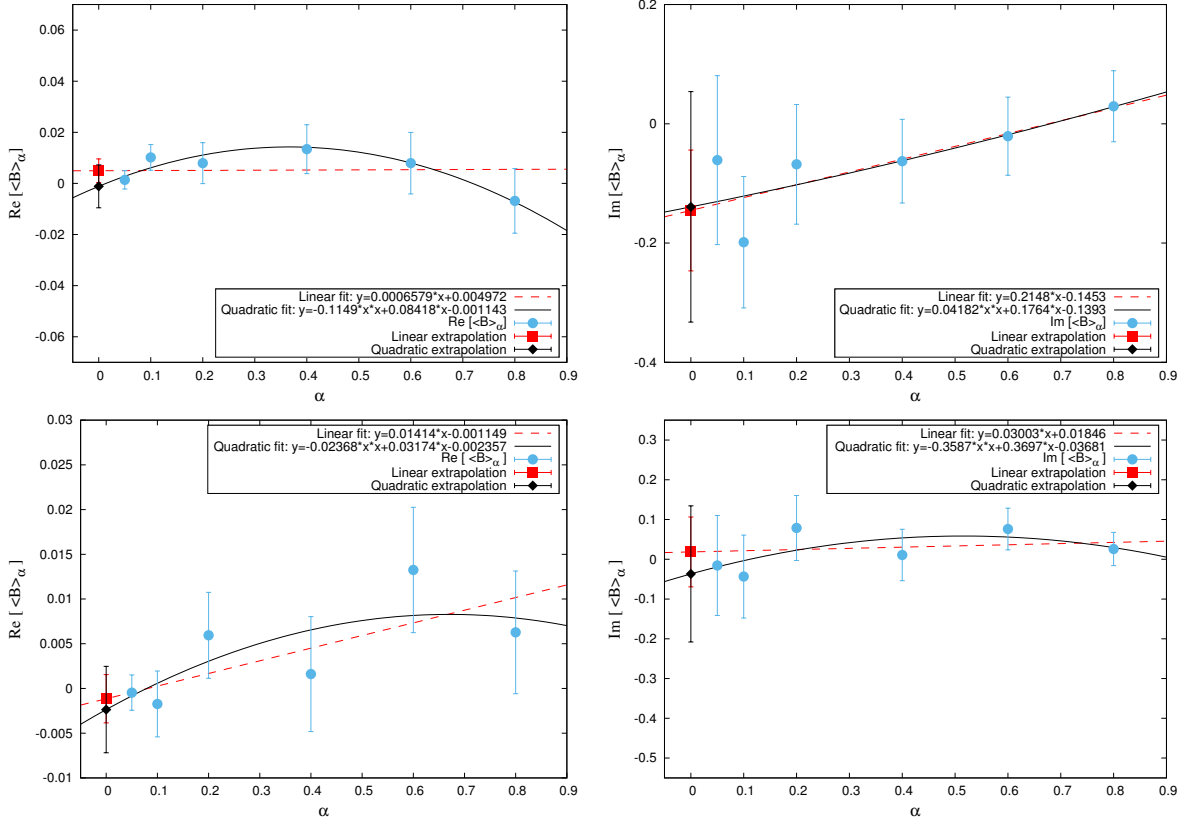 0.06
0.04
0.02
0
-0.02
-0.04
-0.06
Re [<B>α]
Linear fit: y=0.0006579*x+0.004972
Quadratic fit: y=-0.1149*x*x+0.08418*x-0.001143
Re [<B>α]
Linear extrapolation
Quadratic extrapolation
0 0.1 0.2 0.3 0.4 0.5 0.6 0.7 0.8 0.9
α
0.2
0
-0.2
-0.4
Im [<B>α]
Linear fit: y=0.2148*x-0.1453
Quadratic fit: y=0.04182*x*x+0.1764*x-0.1393
Im [<B>α]
Linear extrapolation
Quadratic extrapolation
0 0.1 0.2 0.3 0.4 0.5 0.6 0.7 0.8 0.9
α
0.03
0.025
0.02
0.015
0.01
0.005
0
-0.005
-0.01
Re [ <B>α]
Linear fit: y=0.01414*x-0.001149
Quadratic fit: y=-0.02368*x*x+0.03174*x-0.002357
Re [ <B>α ]
Linear extrapolation
Quadratic extrapolation
0 0.1 0.2 0.3 0.4 0.5 0.6 0.7 0.8 0.9
α
0.3
0.2
0.1
0
-0.1
-0.2
-0.3
-0.4
-0.5
Im [ <B>α]
Linear fit: y=0.03003*x+0.01846
Quadratic fit: y=-0.3587*x*x+0.3697*x-0.03681
Im [ <B>α ]
Linear extrapolation
Quadratic extrapolation
0 0.1 0.2 0.3 0.4 0.5 0.6 0.7 0.8 0.9
α